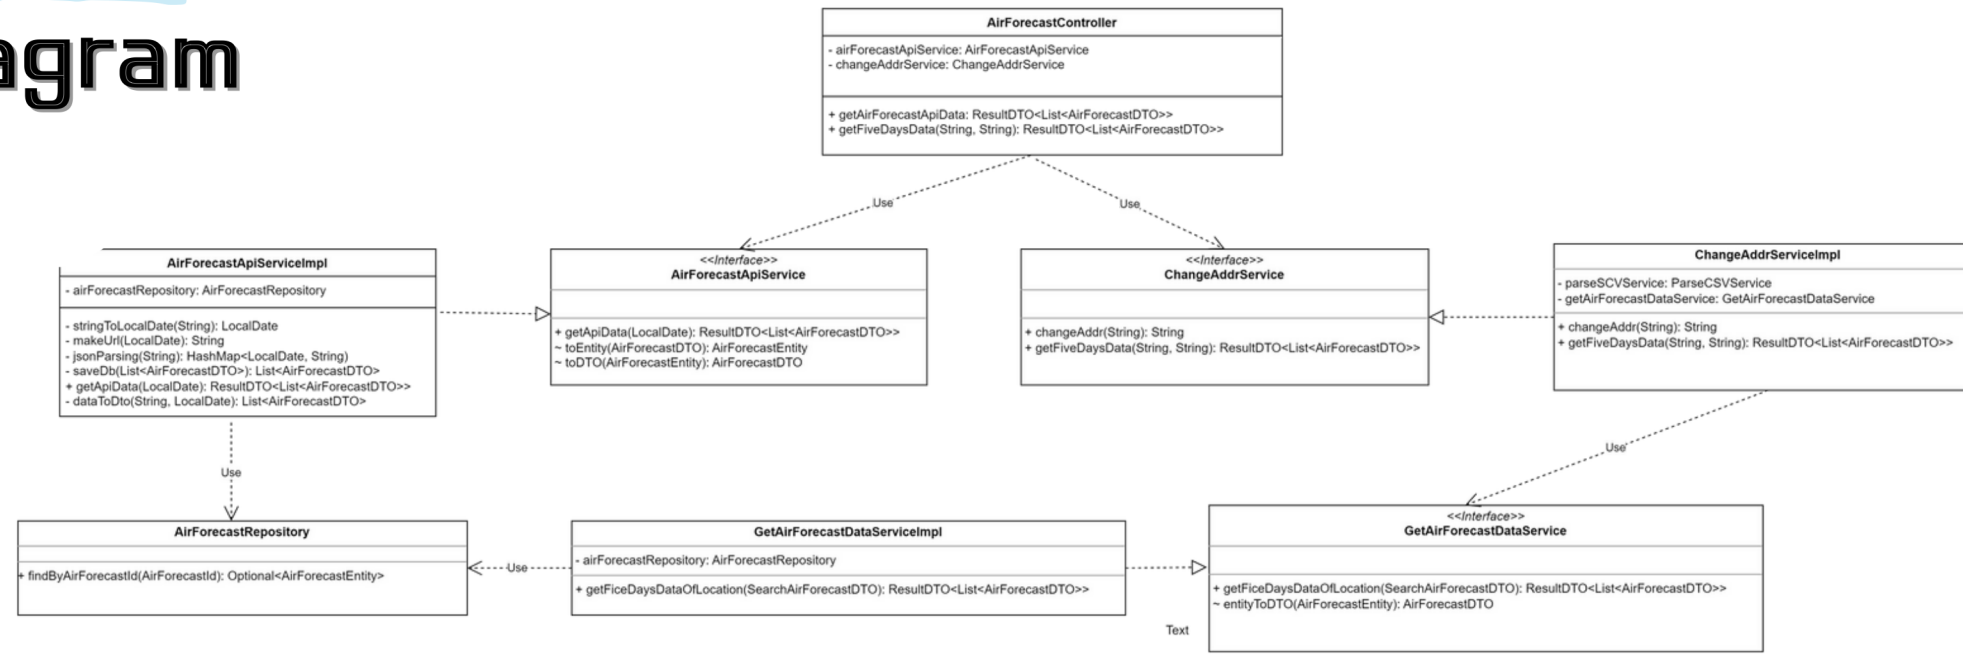 agram
AirForecastController
- airForecastApiService: AirForecastApiService
- changeAddrService: ChangeAddrService
+ getAirForecastApiData: ResultDTO<List<AirForecastDTO>>
+ getFiveDaysData(String, String): ResultDTO<List<AirForecastDTO>>
Use
Use
AirForecastApiServiceImpl
- airForecastRepository: AirForecastRepository
- stringToLocalDate(String): LocalDate
- makeUrl(LocalDate): String
- jsonParsing(String): HashMap<LocalDate, String)
- saveDb(List<AirForecastDTO>): List<AirForecastDTO>
+ getApiData(LocalDate): ResultDTO<List<AirForecastDTO>>
- dataToDto(String, LocalDate): List<AirForecastDTO>
<<Interface>>
AirForecastApiService
+ getApiData(LocalDate): ResultDTO<List<AirForecastDTO>>
~ toEntity(AirForecastDTO): AirForecastEntity
~ toDTO(AirForecastEntity): AirForecastDTO
<<Interface>>
ChangeAddrService
+ changeAddr(String): String
+ getFiveDaysData(String, String): ResultDTO<List<AirForecastDTO>>
ChangeAddrServiceImpl
- parseSCVService: ParseCSVService
- getAirForecastDataService: GetAirForecastDataService
+ changeAddr(String): String
+ getFiveDaysData(String, String): ResultDTO<List<AirForecastDTO>>
Use
Use
AirForecastRepository
+ findByAirForecastId(AirForecastId): Optional<AirForecastEntity>
Use
GetAirForecastDataServiceImpl
- airForecastRepository: AirForecastRepository
+ getFiceDaysDataOfLocation(SearchAirForecastDTO): ResultDTO<List<AirForecastDTO>>
<<Interface>>
GetAirForecastDataService
+ getFiceDaysDataOfLocation(SearchAirForecastDTO): ResultDTO<List<AirForecastDTO>>
~ entityToDTO(AirForecastEntity): AirForecastDTO
Text